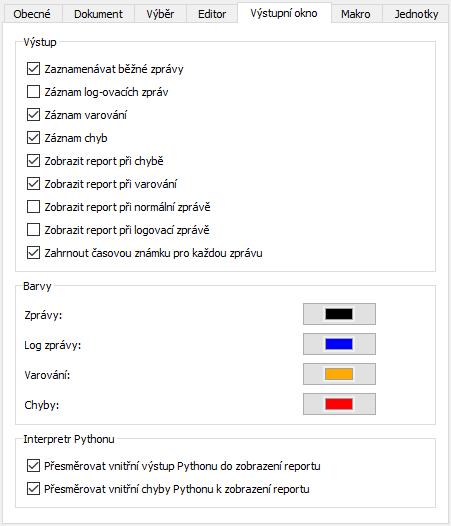 Obecné Dokument Výběr Editor Výstupní okno Makro Jednotky
Výstup
Zaznamenávat běžné zprávy
Záznam log-ovacích zpráv
Záznam varování
Záznam chyb
Zobrazit report při chybě
Zobrazit report při varování
Zobrazit report při normální zprávě
Zobrazit report při logovací zprávě
Zahrnout časovou známku pro každou zprávu
Barvy
Zprávy:
Log zprávy:
Varování:
Chyby:
Interpretr Pythonu
Přesměrovat vnitřní výstup Pythonu do zobrazení reportu
Přesměrovat vnitřní chyby Pythonu k zobrazení reportu